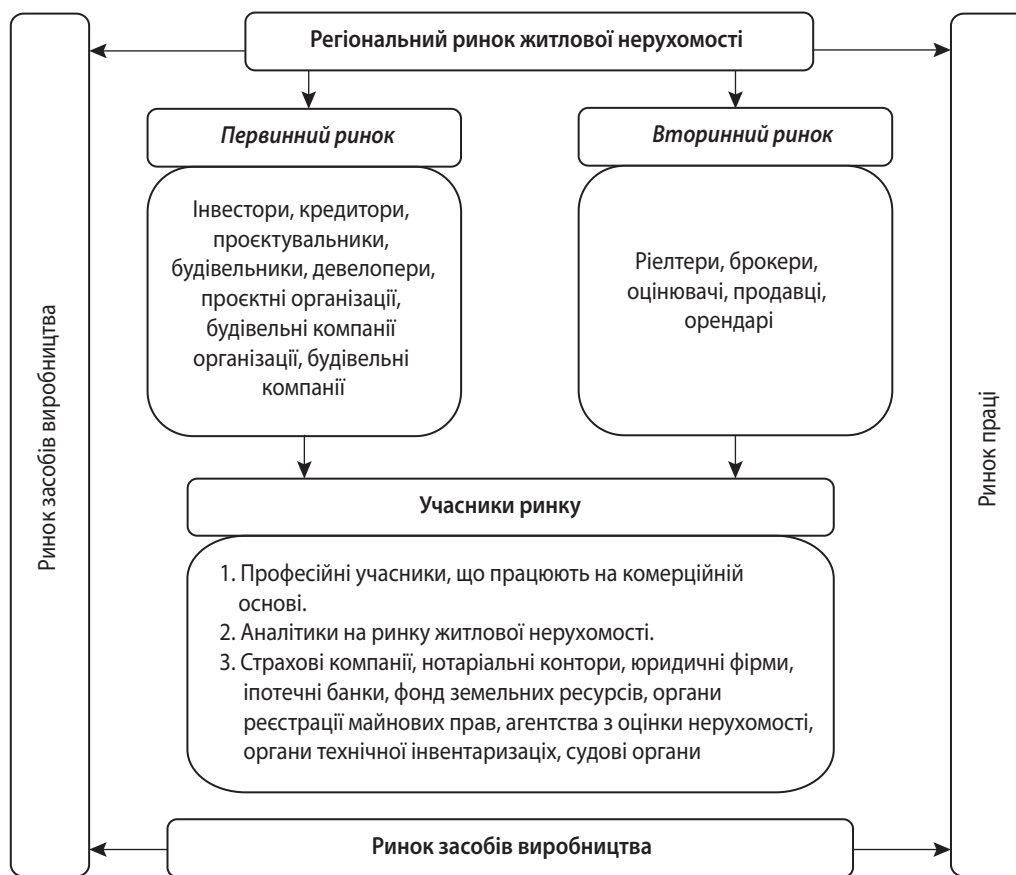 Регіональний ринок житлової нерухомості
Первинний ринок
Вторинний ринок
Інвестори, кредитори,
проєктувальники,
будівельники, девелопери,
проєктні організації,
будівельні компанії
організації, будівельні
компанії
Ріелтери, брокери,
оцінювачі, продавці,
орендарі
Ринок засобів виробництва
Ринок праці
Учасники ринку
1. Професійні учасники, що працюють на комерційній
основі.
2. Аналітики на ринку житлової нерухомості.
3. Страхові компанії, нотаріальні контори, юридичні фірми,
іпотечні банки, фонд земельних ресурсів, органи
реєстрації майнових прав, агентства з оцінки нерухомості,
органи технічної інвентаризаціх, судові органи
Ринок засобів виробництва